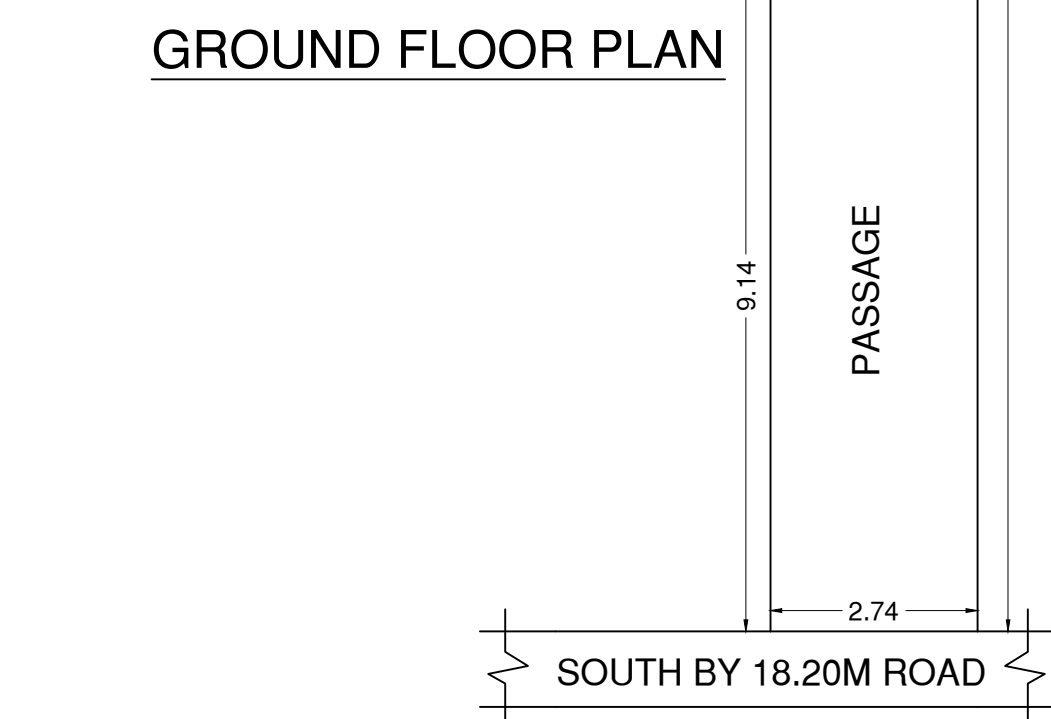 GROUND FLOOR PLAN
9.14
PASSAGE
2.74
SOUTH BY 18.20M ROAD